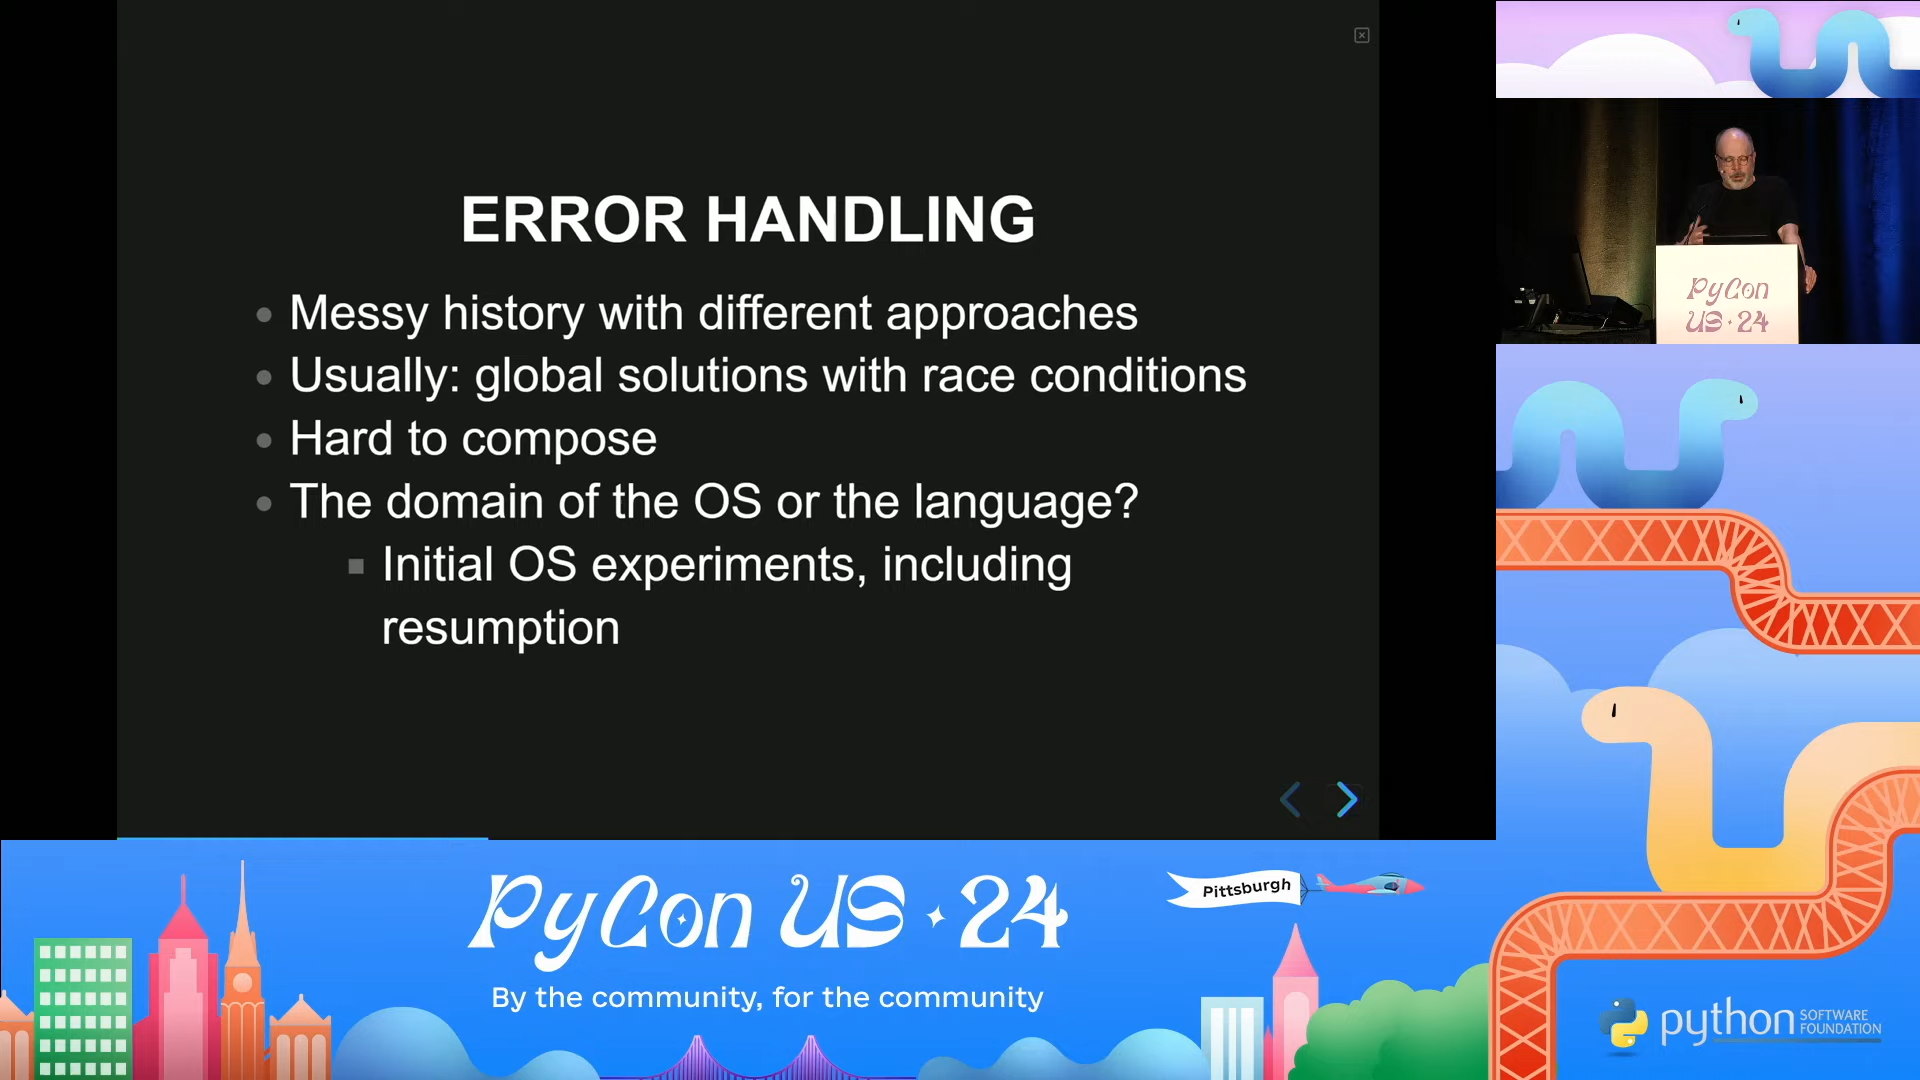 ERROR HANDLING
Messy history with different approaches
Usually: global solutions with race conditions
Hard to compose
The domain of the OS or the language?
Initial OS experiments, including
resumption
PyCon
US · 24
PyCon US · 24
Pittsburgh
By the community, for the community
python SOFTWARE
FOUNDATION